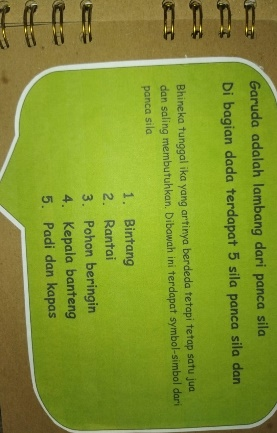 Garuda adalah lambang dari panca sila
Di bagian dada terdapat 5 sila panca sila dan
Bhineka tunggal ika yang artinya berdeda tetapi tetap satu jua
dan saling membutuhkan. Dibawah ini terdapat symbol-simbol dari
panca sila
1. Bintang
2. Rantai
3. Pohon beringin
4. Kepala banteng
5. Padi dan kapas